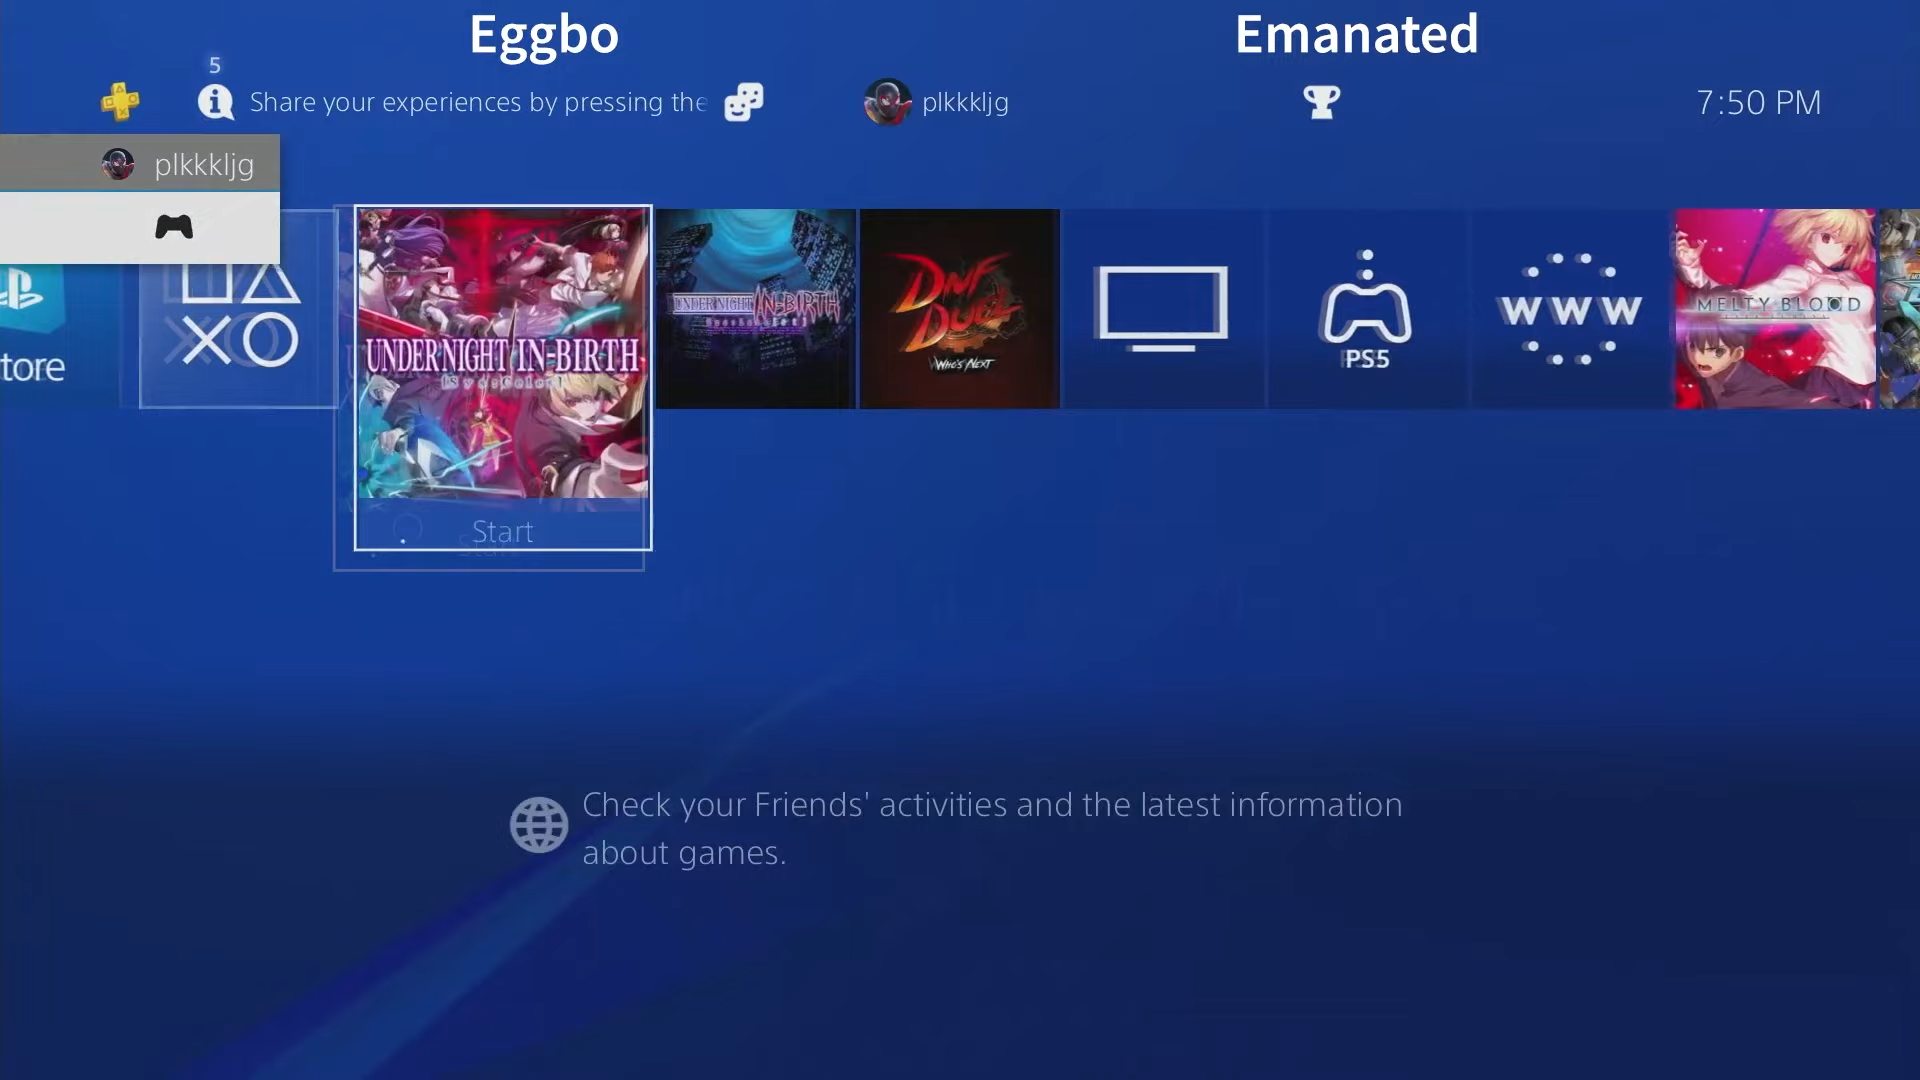 Eggbo
Emanated
5
Share your experiences by pressing the
plkkkljg
7:50 PM
plkkkljg
tore
UNDER NIGHT IN-BIRTH
UNDER NIGHT IN-BIRTH
DNF
DUEL
WHO'S NEXT
PS5
WWW
MELTY BLOOD
Start
Check your Friends' activities and the latest information
about games.